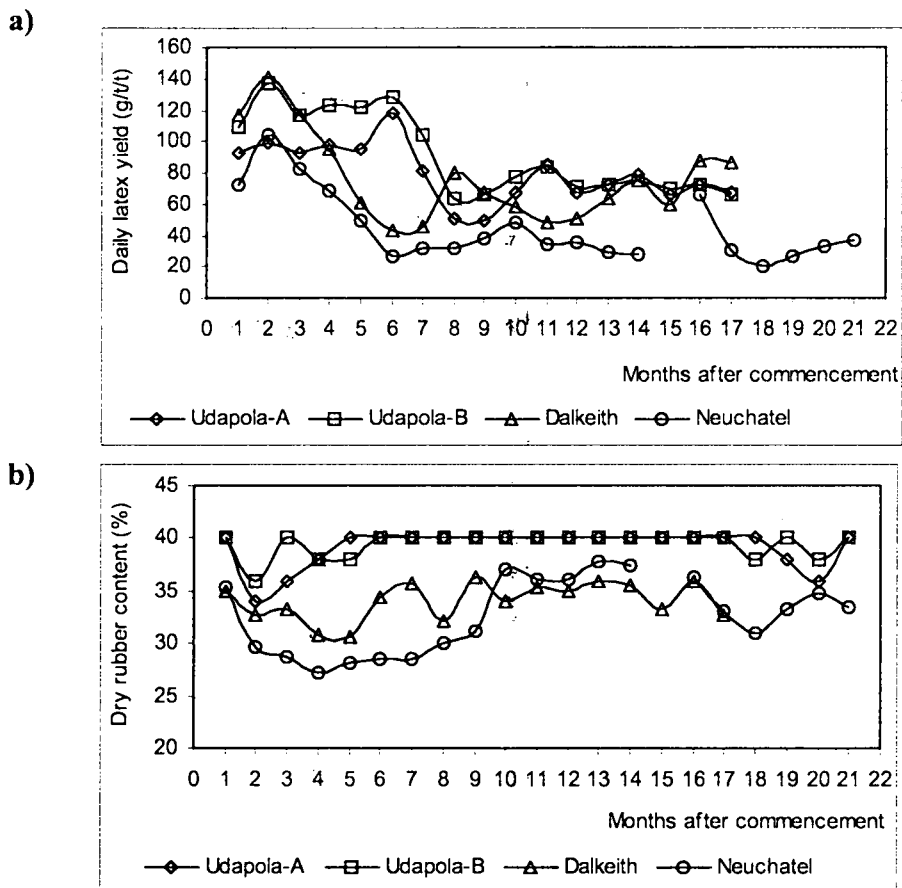 a)
160
140
120
100
80
60
40
20
0
Daily latex yield (g/t/t)
0 1 2 3 4 5 6 7 8 9 10 11 12 13 14 15 16 17 18 19 20 21 22
Months after commencement
Udapola-A Udapola-B Dalkeith Neuchatel
b)
45
40
35
30
25
20
Dry rubber content (%)
0 1 2 3 4 5 6 7 8 9 10 11 12 13 14 15 16 17 18 19 20 21 22
Months after commencement
Udapola-A Udapola-B Dalkeith Neuchatel